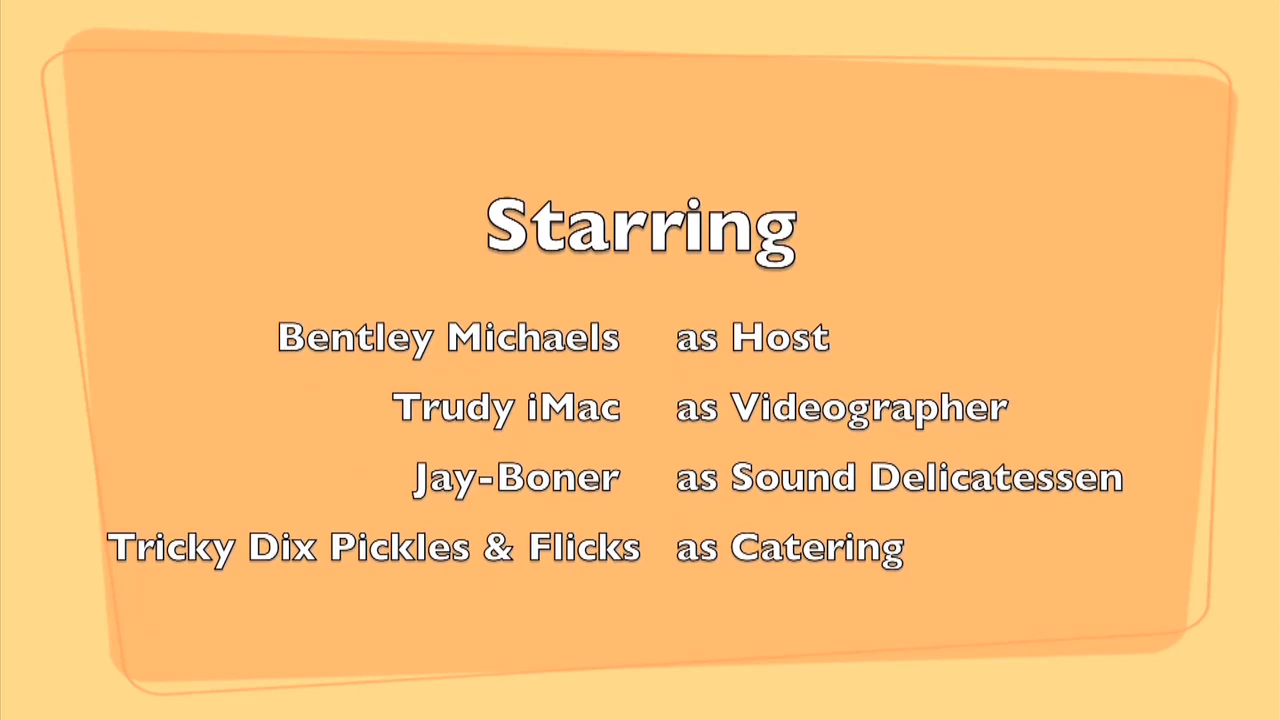 Starring
Bentley Michaels as Host
Trudy iMac as Videographer
Jay-Boner as Sound Delicatessen
Tricky Dix Pickles & Flicks as Catering